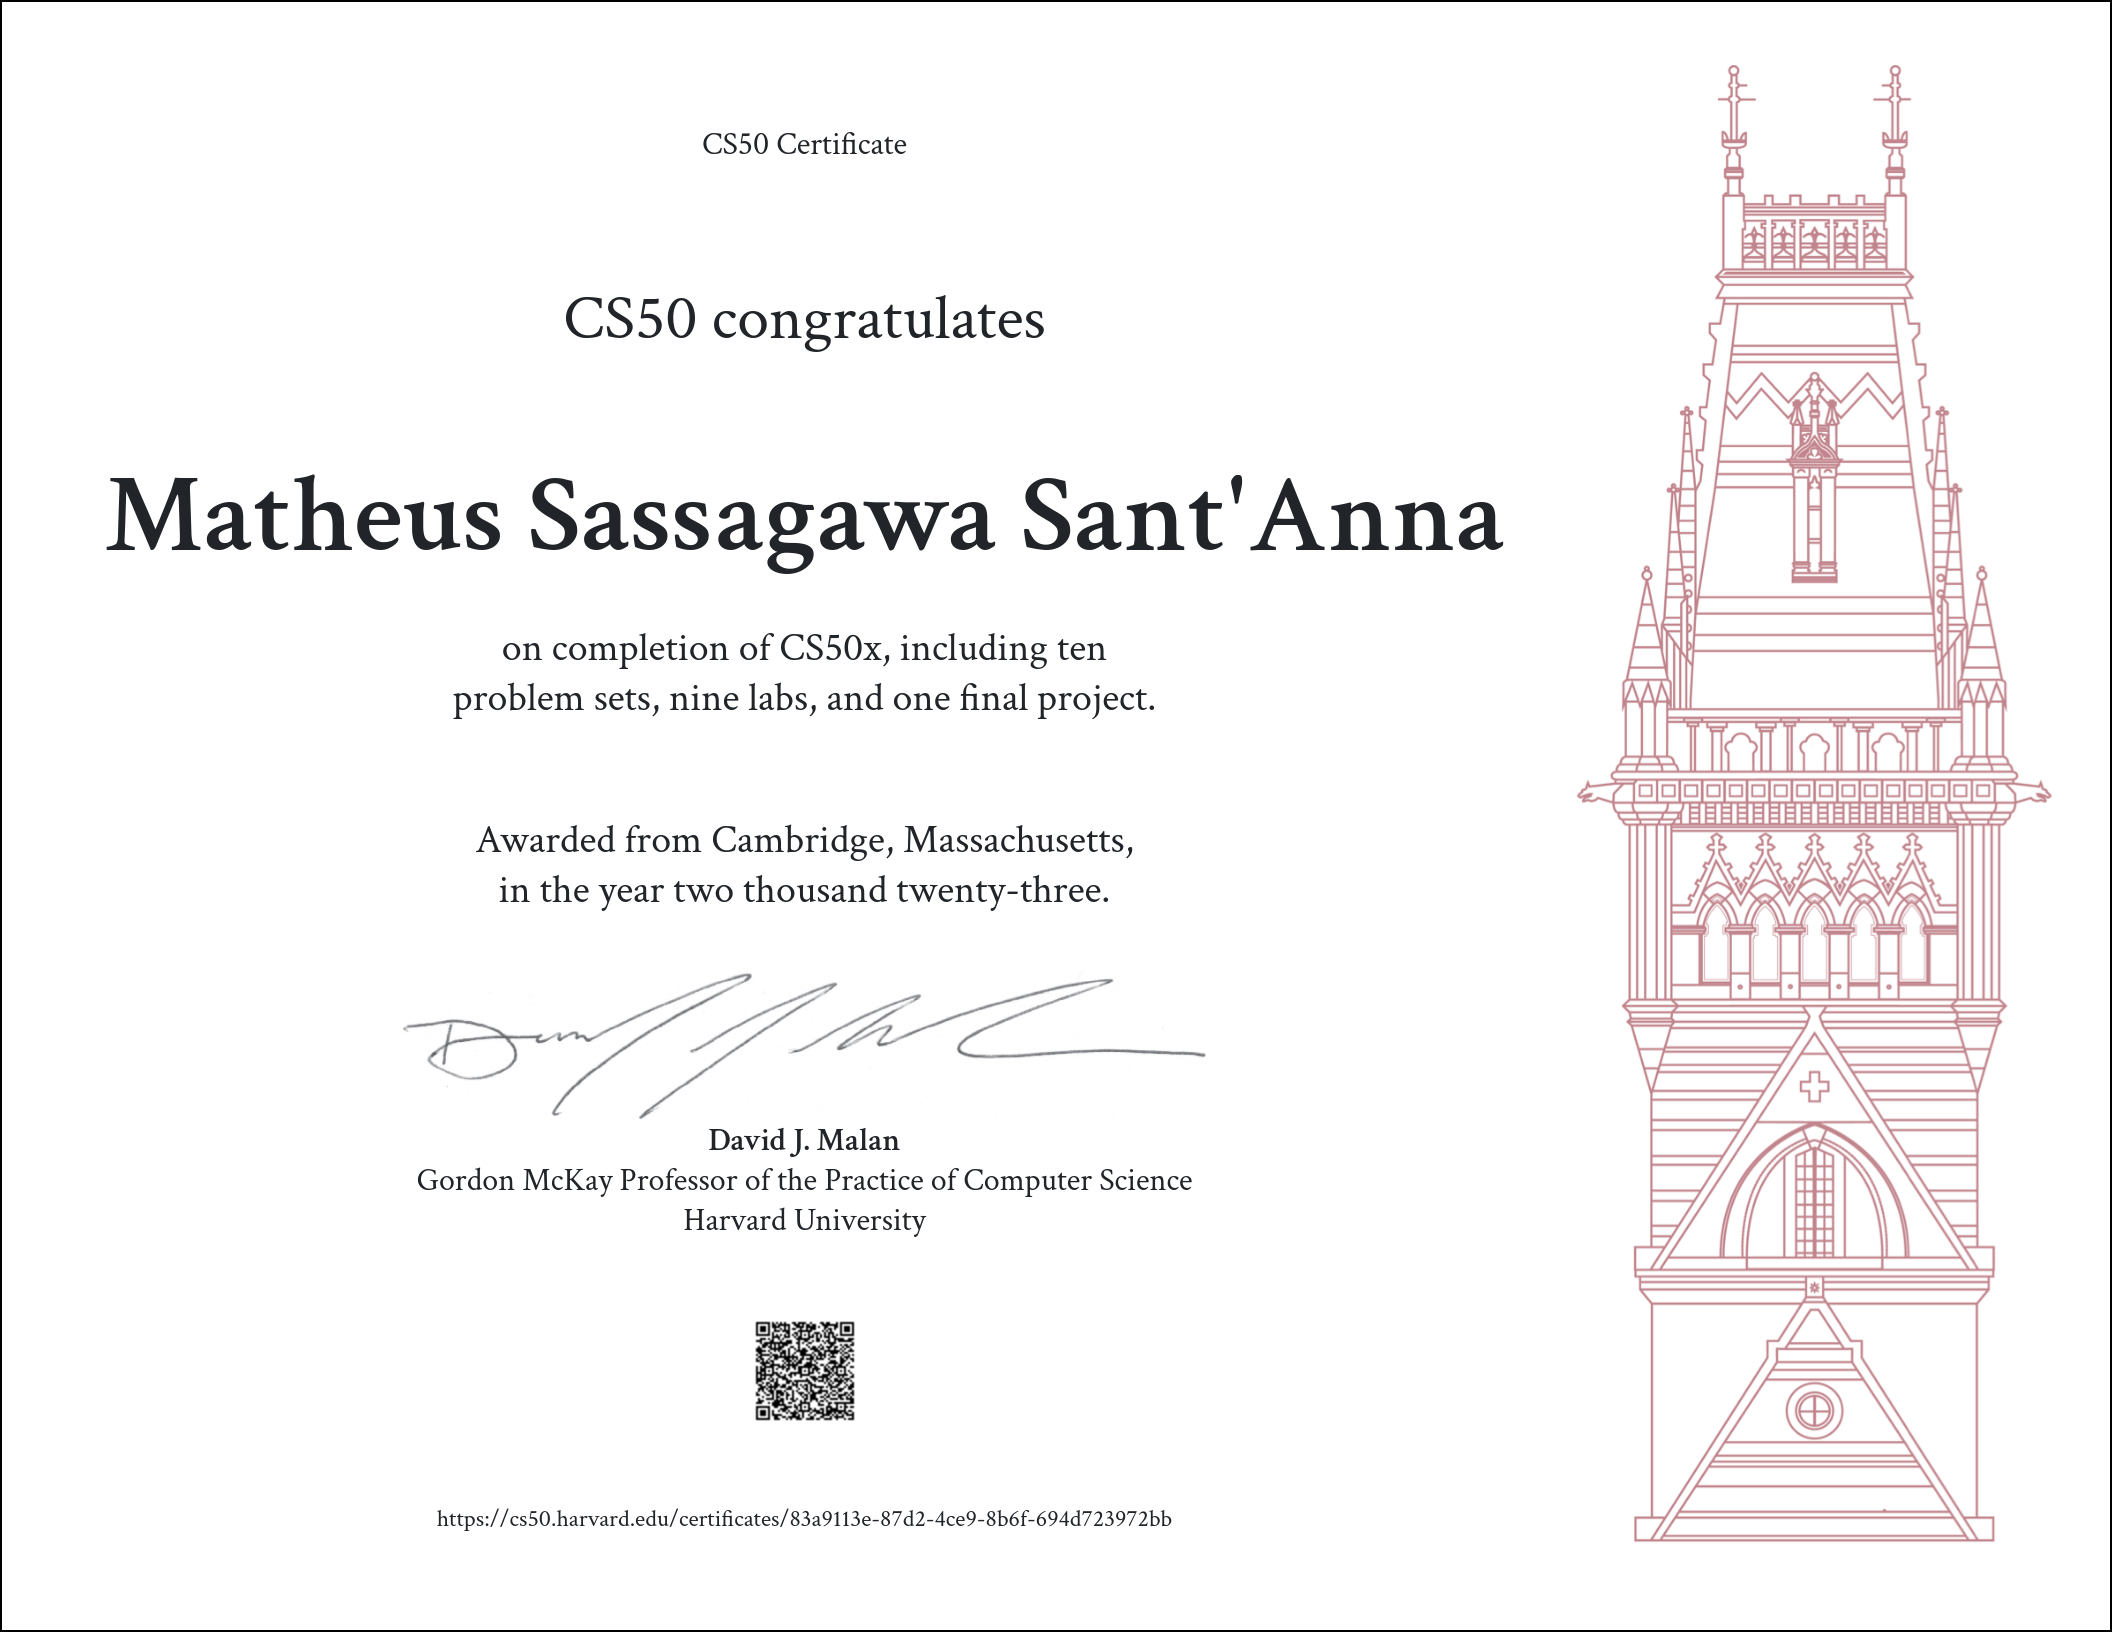 CS50 Certificate
CS50 congratulates
Matheus Sassagawa Sant'Anna
on completion of CS50x, including ten
problem sets, nine labs, and one final project.
Awarded from Cambridge, Massachusetts,
in the year two thousand twenty-three.
David J. Malan
Gordon McKay Professor of the Practice of Computer Science
Harvard University
https://cs50.harvard.edu/certificates/83a9113e-87d2-4ce9-8b6f-694d723972bb